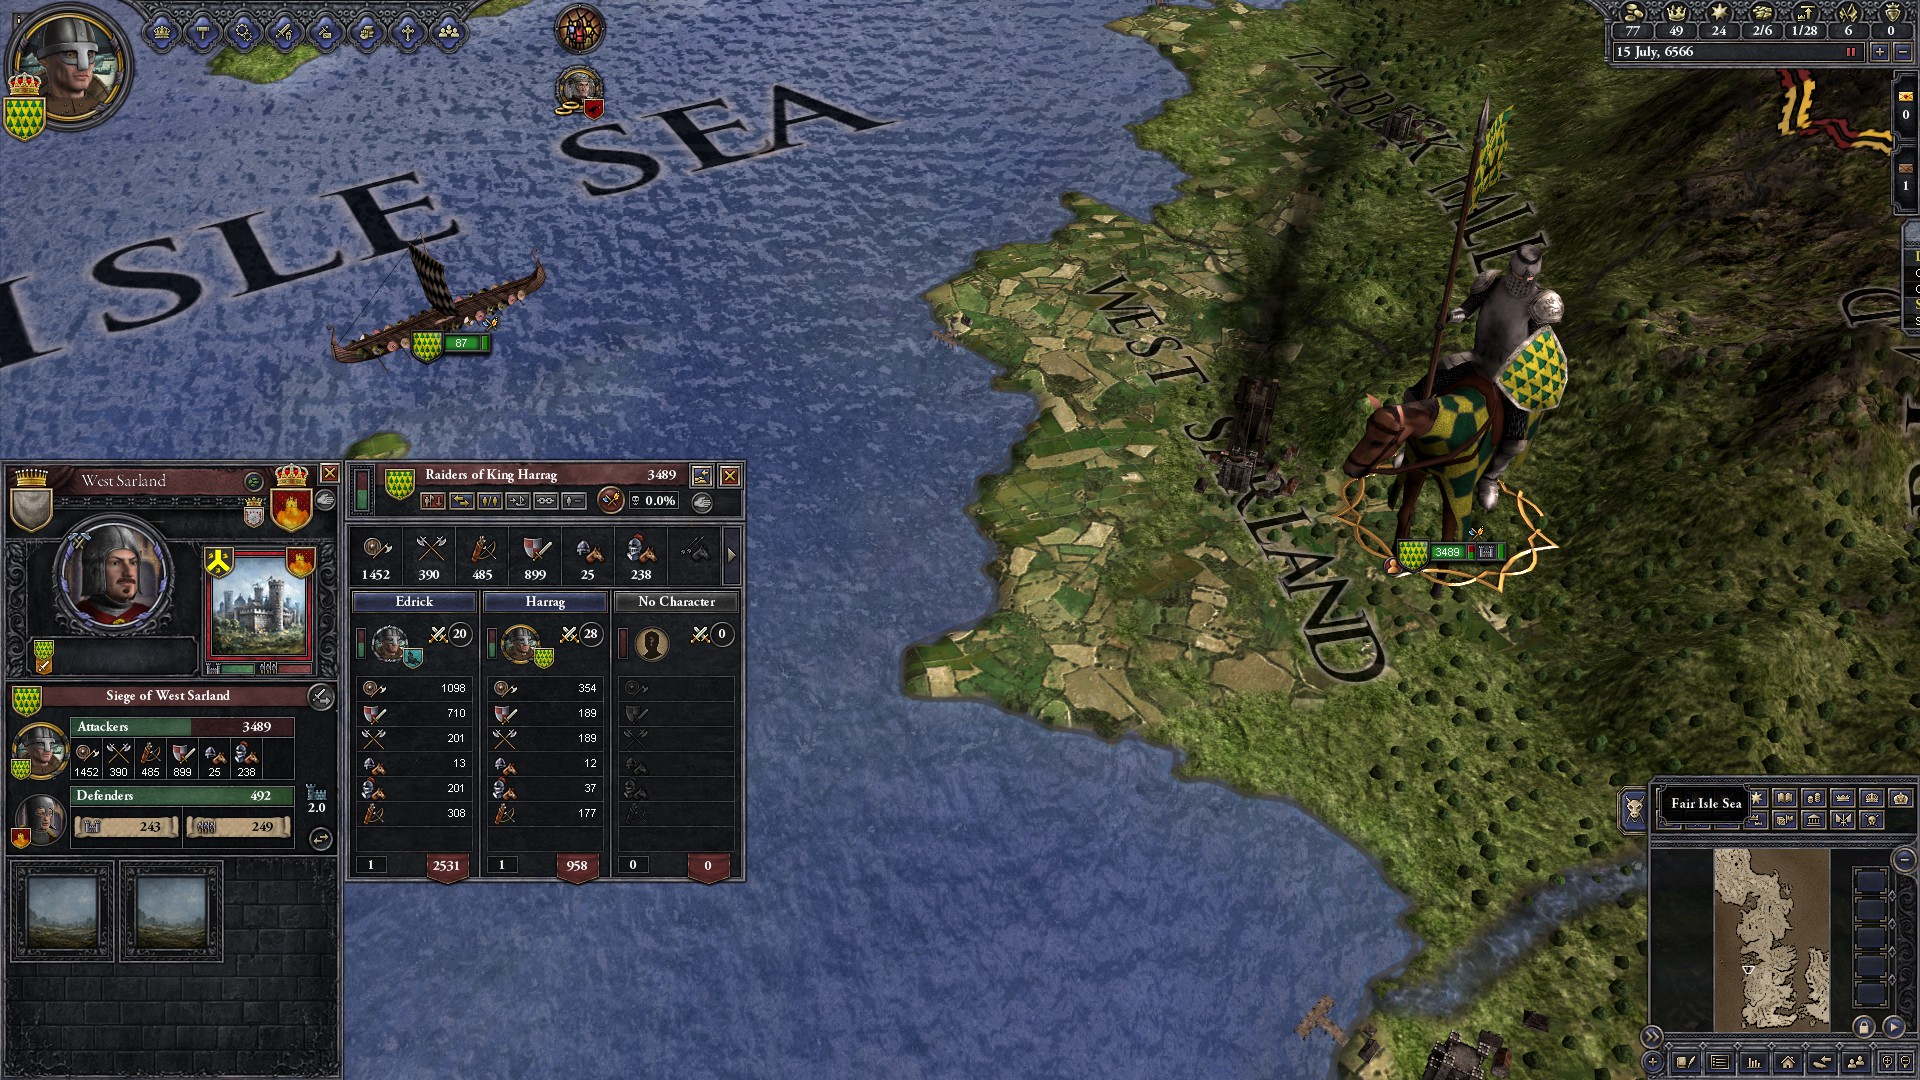 77 49 24 2/6 1/28 6 0
15 July, 6566
0
1
ISLE SEA
TARBECK
WEST SARLAND
87
3489
West Sarland
Siege of West Sarland
Attackers 3489
1452 390 485 899 25 238
Defenders 492
243 249
2.0
Raiders of King Harrag 3489
0.0%
1452 390 485 899 25 238
Edrick Harrag No Character
20 28 0
1098 354
710 189
201 189
13 12
201 37
308 177
1 2531 1 958 0 0
Fair Isle Sea